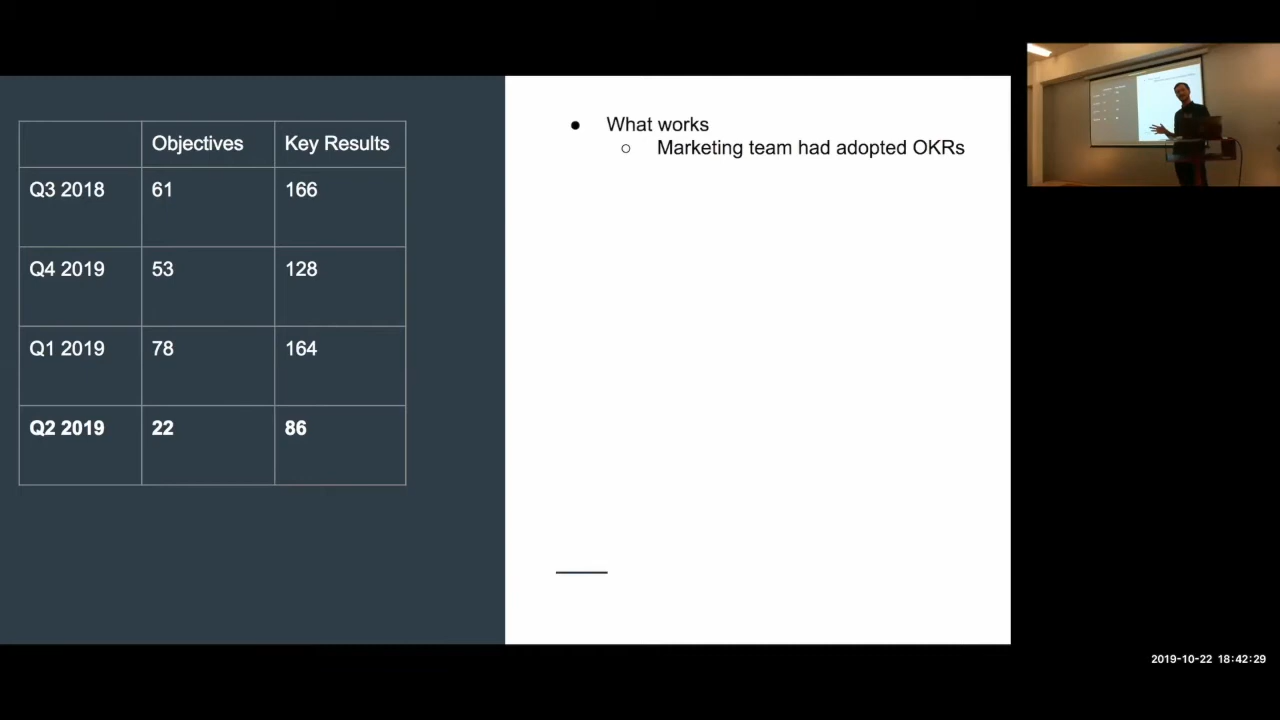 Objectives Key Results
Q3 2018 61 166
Q4 2019 53 128
Q1 2019 78 164
Q2 2019 22 86
● What works
○ Marketing team had adopted OKRs
2019-10-22 18:42:29